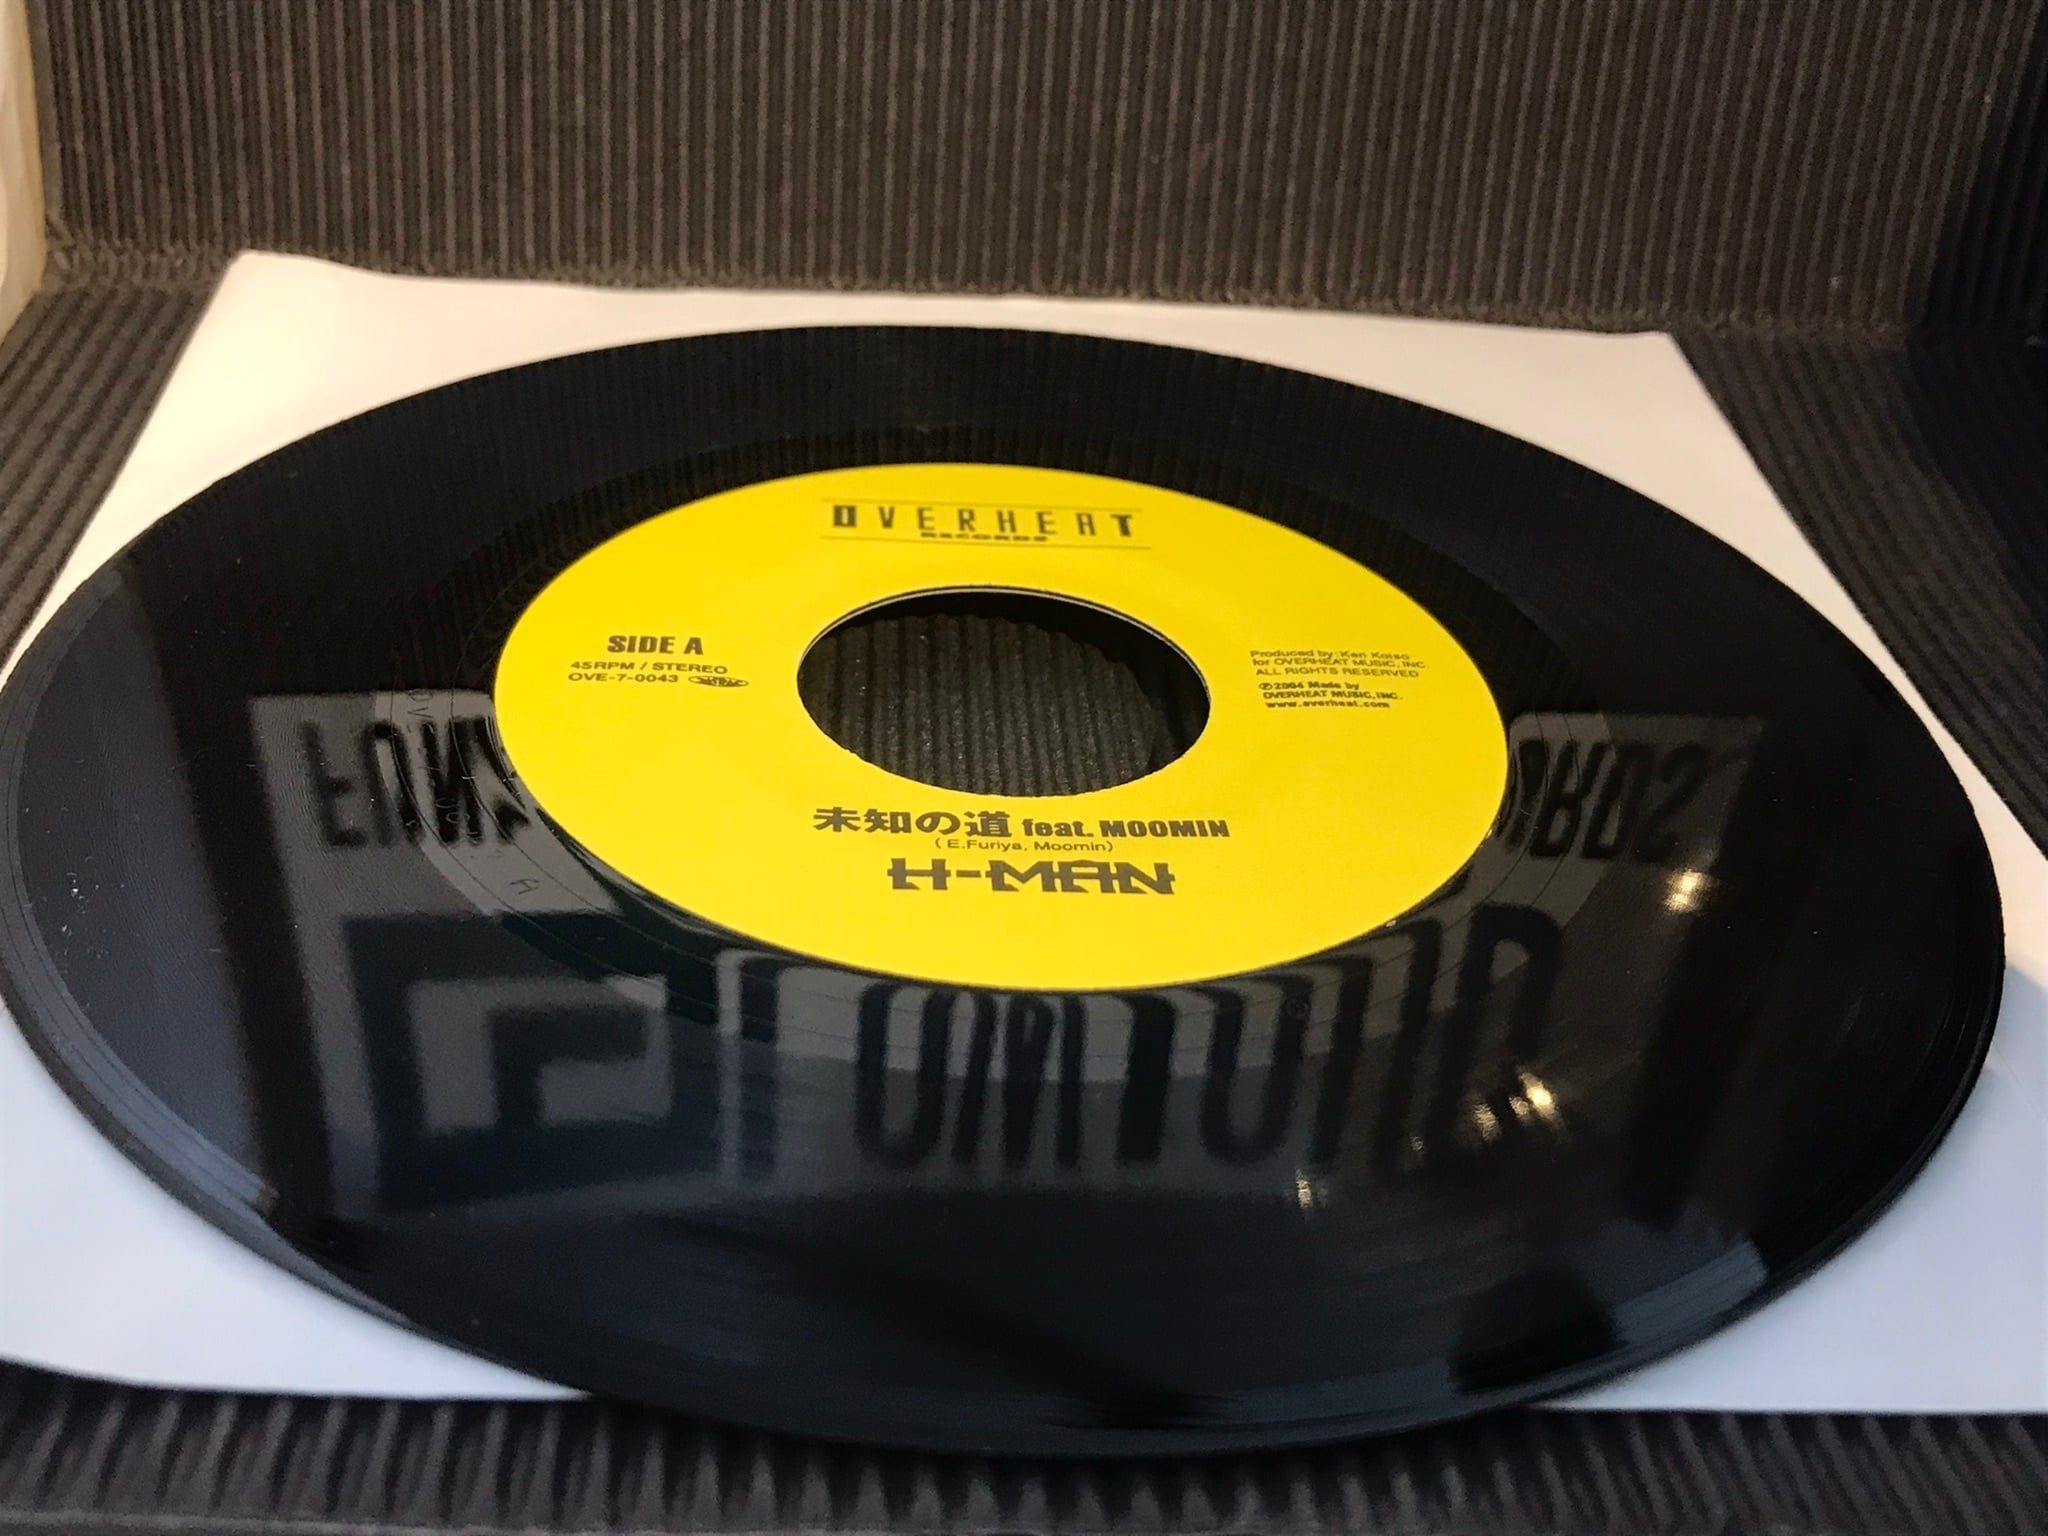 OVERHEAT
RECORDS
SIDE A
45RPM / STEREO
OVE-7-0043
Produced by: Ken Koiso
for OVERHEAT MUSIC, INC.
ALL RIGHTS RESERVED
℗2004 Made by
OVERHEAT MUSIC, INC.
www.overheat.com
未知の道 feat. MOOMIN
(E.Furiya, Moomin)
H-MAN